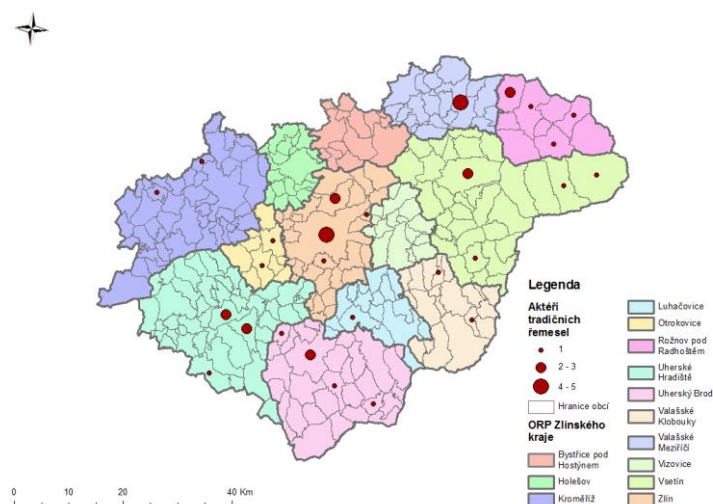 Legenda
Aktéři
tradičních
řemesel
1
2 - 3
4 - 5
Hranice obcí
ORP Zlínského
kraje
Bystřice pod
Hostýnem
Holešov
Kroměříž
Luhačovice
Otrokovice
Rožnov pod
Radhoštěm
Uherské
Hradiště
Uherský Brod
Valašské
Klobouky
Valašské
Meziříčí
Vizovice
Vsetín
Zlín
0 10 20 40 Km